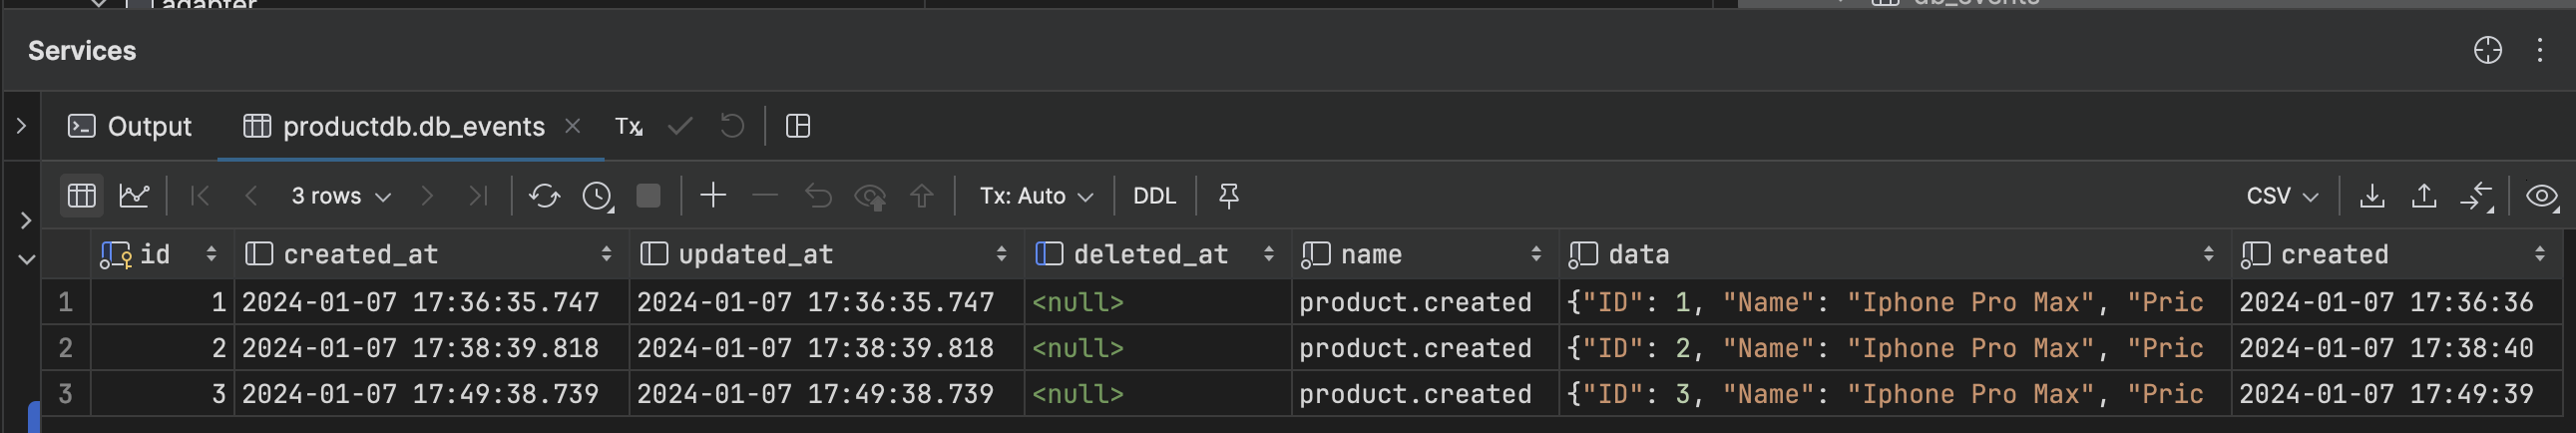 adapter
db_events
Services
Output productdb.db_events Tx
3 rows Tx: Auto DDL CSV
id created_at updated_at deleted_at name data created
1 1 2024-01-07 17:36:35.747 2024-01-07 17:36:35.747 <null> product.created {"ID": 1, "Name": "Iphone Pro Max", "Pric 2024-01-07 17:36:36
2 2 2024-01-07 17:38:39.818 2024-01-07 17:38:39.818 <null> product.created {"ID": 2, "Name": "Iphone Pro Max", "Pric 2024-01-07 17:38:40
3 3 2024-01-07 17:49:38.739 2024-01-07 17:49:38.739 <null> product.created {"ID": 3, "Name": "Iphone Pro Max", "Pric 2024-01-07 17:49:39